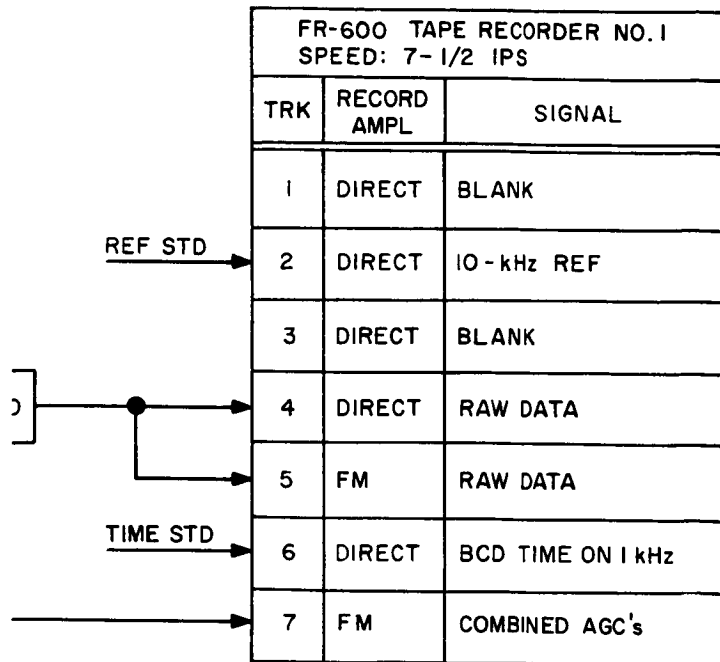 FR-600 TAPE RECORDER NO. 1
SPEED: 7-1/2 IPS
TRK RECORD AMPL SIGNAL
1 DIRECT BLANK
REF STD 2 DIRECT 10-kHz REF
3 DIRECT BLANK
4 DIRECT RAW DATA
5 FM RAW DATA
TIME STD 6 DIRECT BCD TIME ON 1 kHz
7 FM COMBINED AGC's